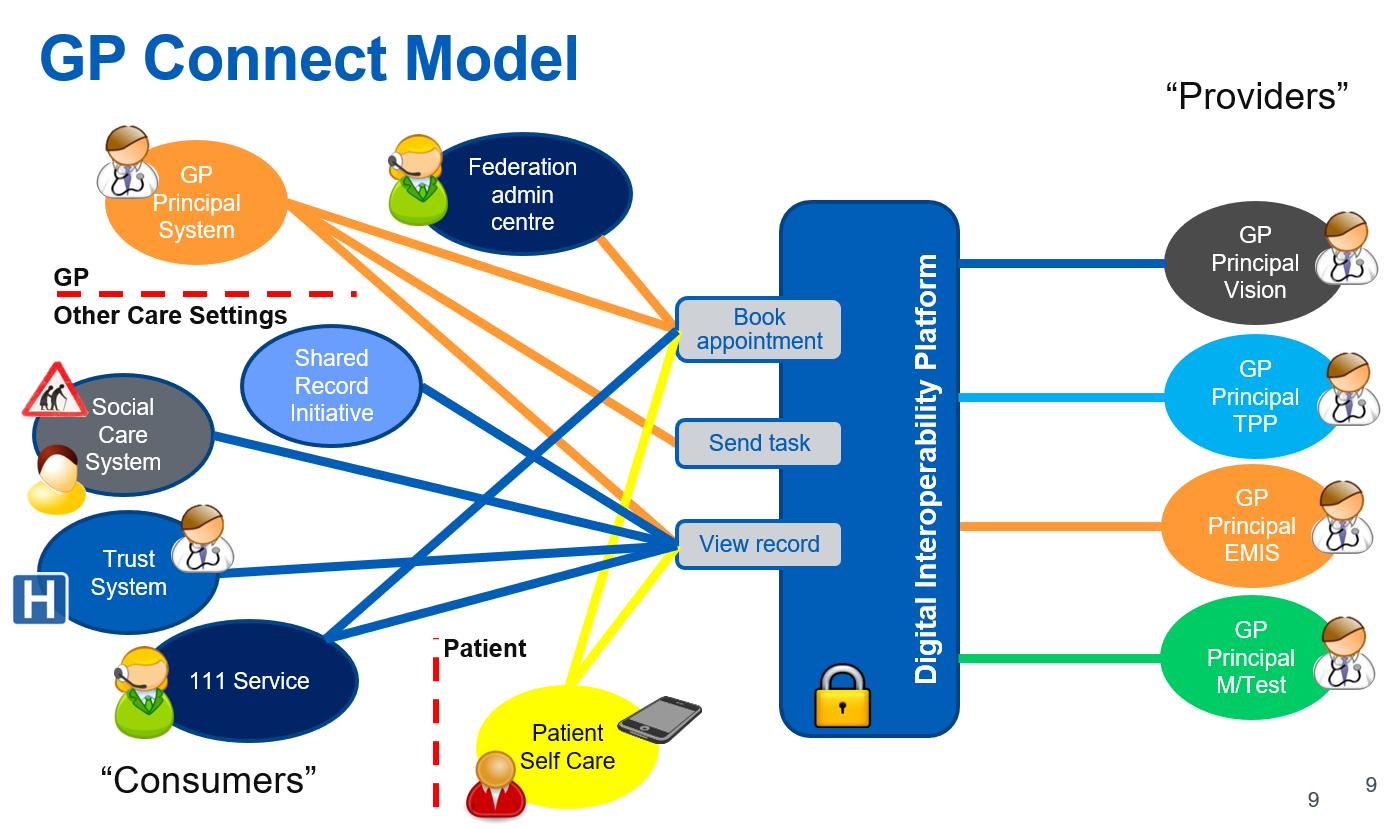 GP Connect Model
“Providers”
GP
Principal
System
Federation
admin
centre
GP
Other Care Settings
Shared
Record
Initiative
Social
Care
System
Trust
System
H
111 Service
“Consumers”
Patient
Patient
Self Care
Book
appointment
Send task
View record
Digital Interoperability Platform
GP
Principal
Vision
GP
Principal
TPP
GP
Principal
EMIS
GP
Principal
M/Test
9
9